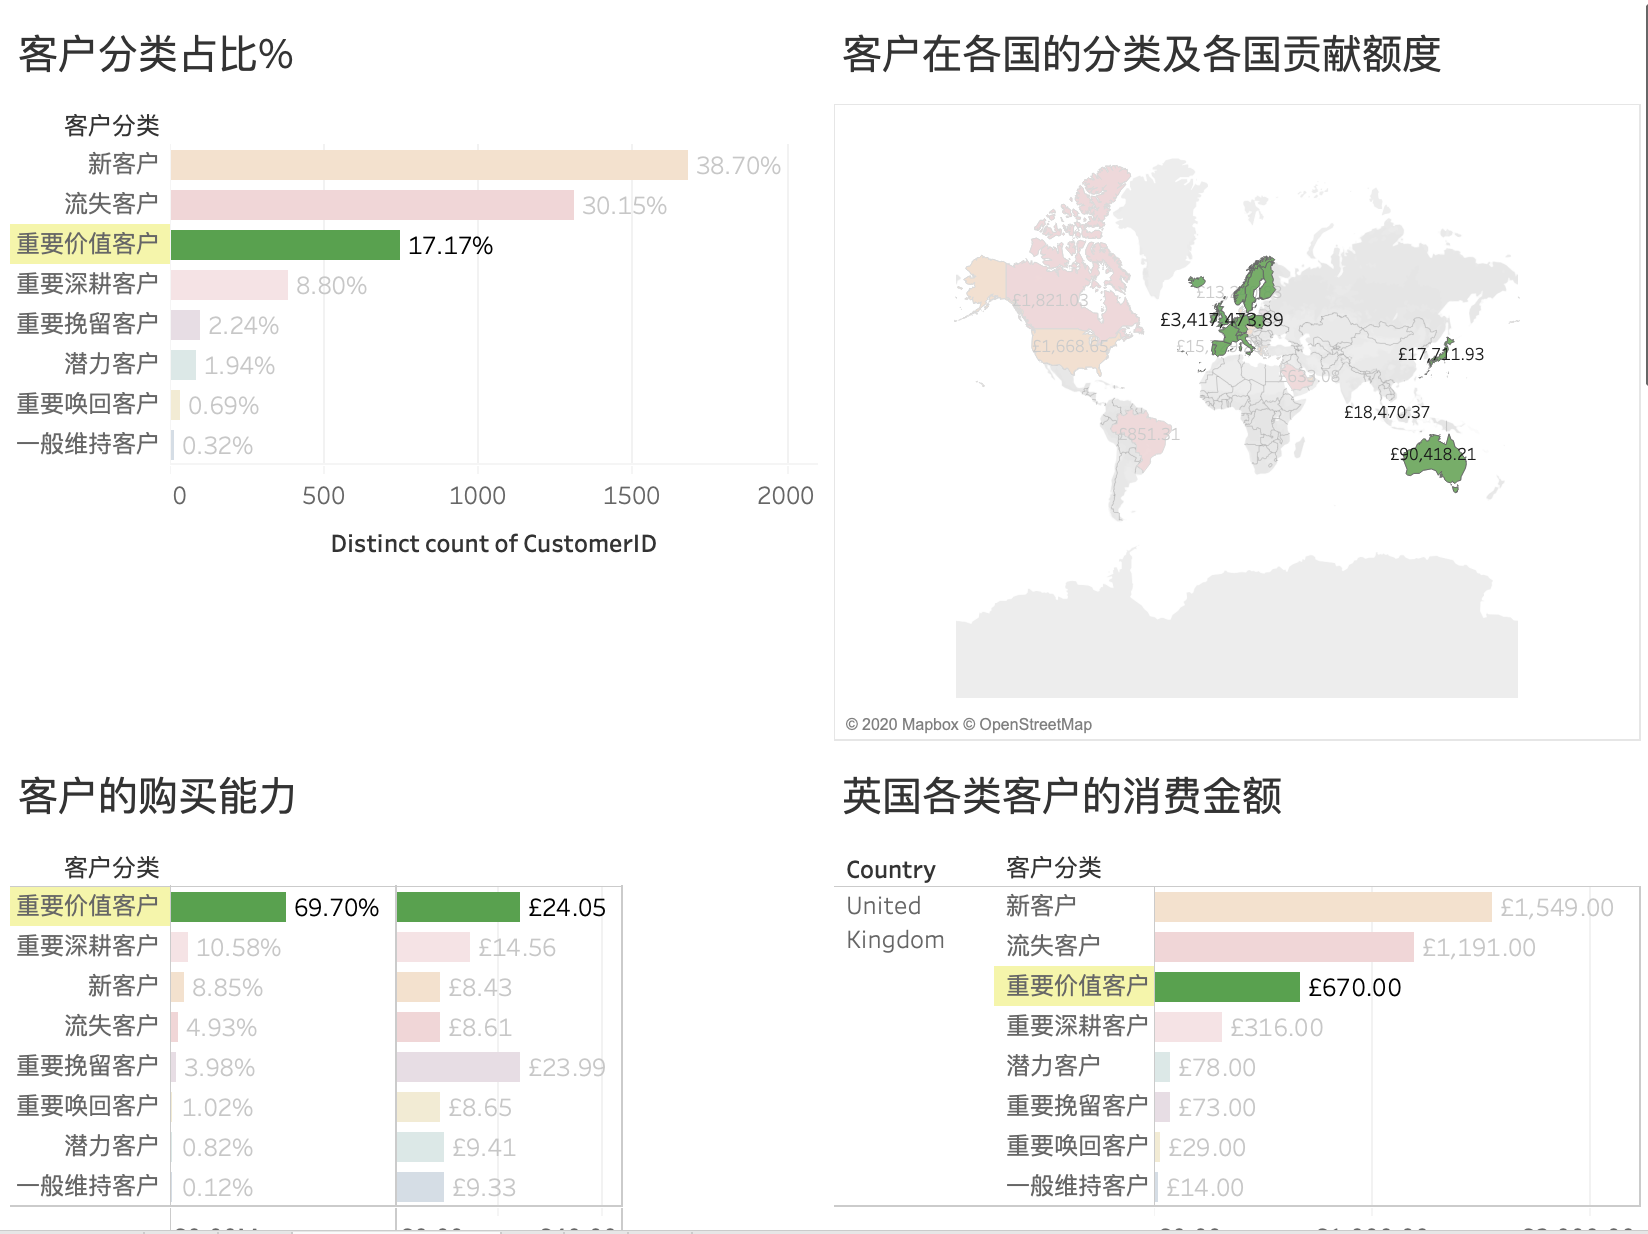 客户分类占比%
客户分类
新客户 38.70%
流失客户 30.15%
重要价值客户 17.17%
重要深耕客户 8.80%
重要挽留客户 2.24%
潜力客户 1.94%
重要唤回客户 0.69%
一般维持客户 0.32%
0 500 1000 1500 2000
Distinct count of CustomerID
客户在各国的分类及各国贡献额度
£1,821.03
£3,417,473.89
£1,668.65
£17,711.93
£633.08
£18,470.37
£851.31
£90,418.21
© 2020 Mapbox © OpenStreetMap
客户的购买能力
客户分类
重要价值客户 69.70% £24.05
重要深耕客户 10.58% £14.56
新客户 8.85% £8.43
流失客户 4.93% £8.61
重要挽留客户 3.98% £23.99
重要唤回客户 1.02% £8.65
潜力客户 0.82% £9.41
一般维持客户 0.12% £9.33
英国各类客户的消费金额
Country 客户分类
United Kingdom
新客户 £1,549.00
流失客户 £1,191.00
重要价值客户 £670.00
重要深耕客户 £316.00
潜力客户 £78.00
重要挽留客户 £73.00
重要唤回客户 £29.00
一般维持客户 £14.00